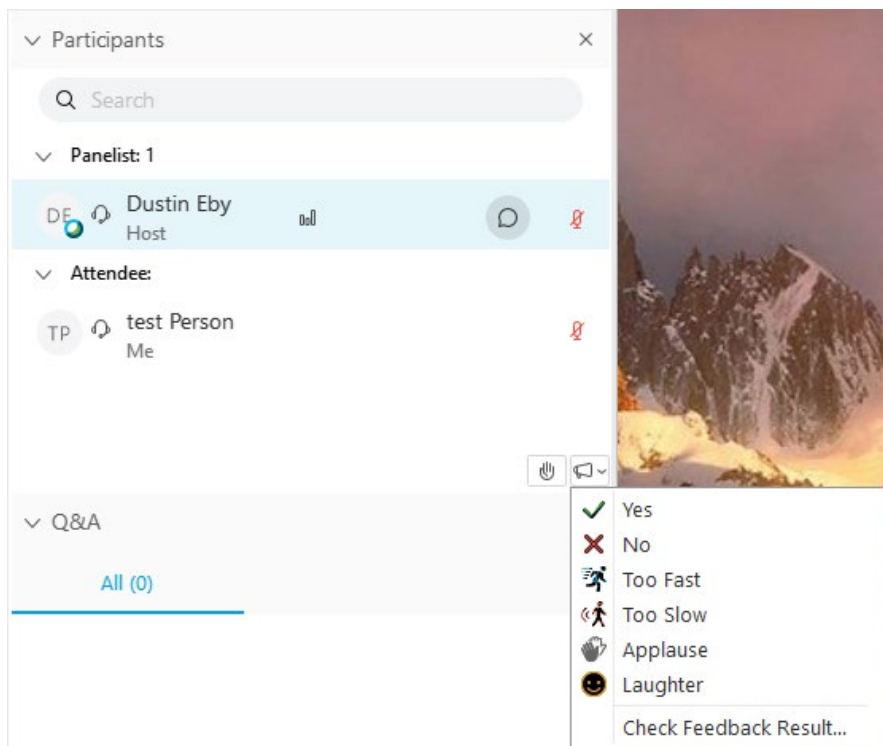 Participants
Search
Panelist: 1
DE
Dustin Eby
Host
Attendee:
TP
test Person
Me
Q&A
All (0)
Yes
No
Too Fast
Too Slow
Applause
Laughter
Check Feedback Result...